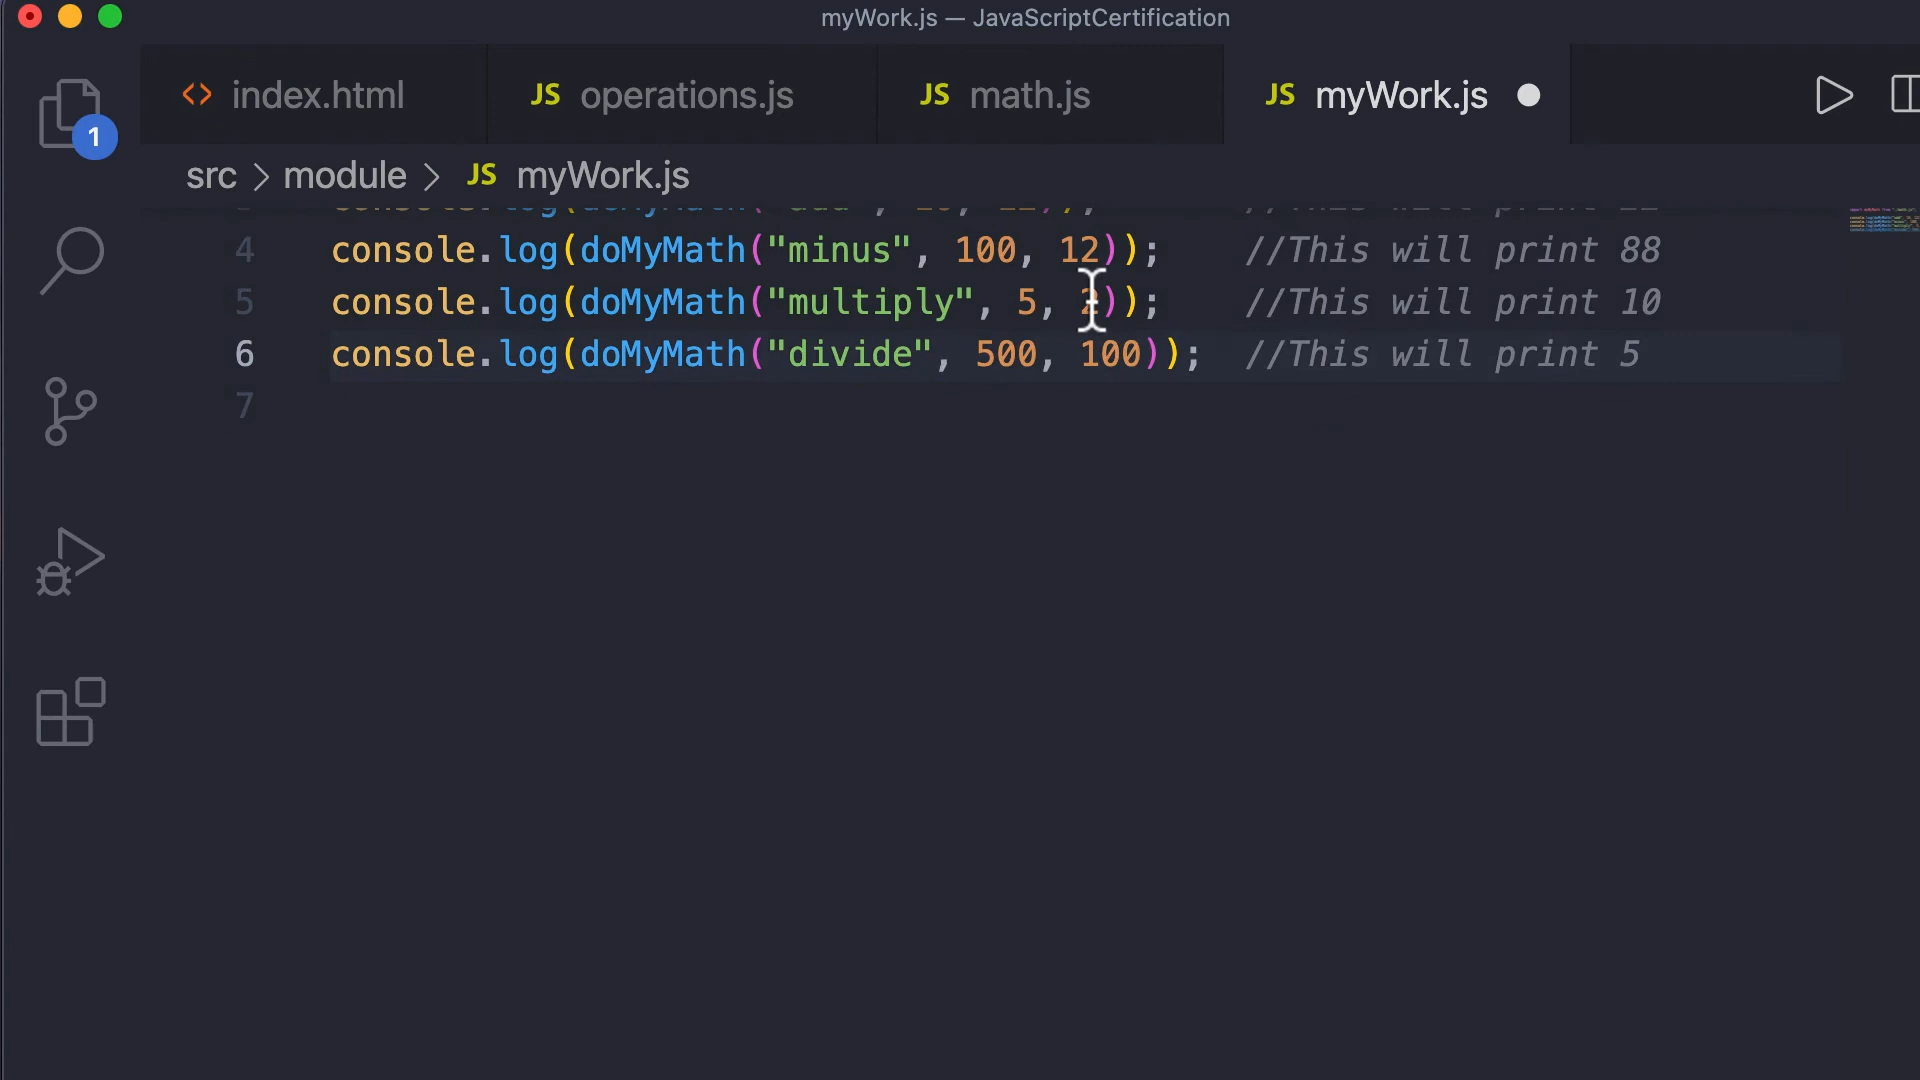 myWork.js — JavaScriptCertification
index.html JS operations.js JS math.js JS myWork.js
1
src > module > JS myWork.js
4 console.log(doMyMath("minus", 100, 12)); //This will print 88
5 console.log(doMyMath("multiply", 5, 2)); //This will print 10
6 console.log(doMyMath("divide", 500, 100)); //This will print 5
7